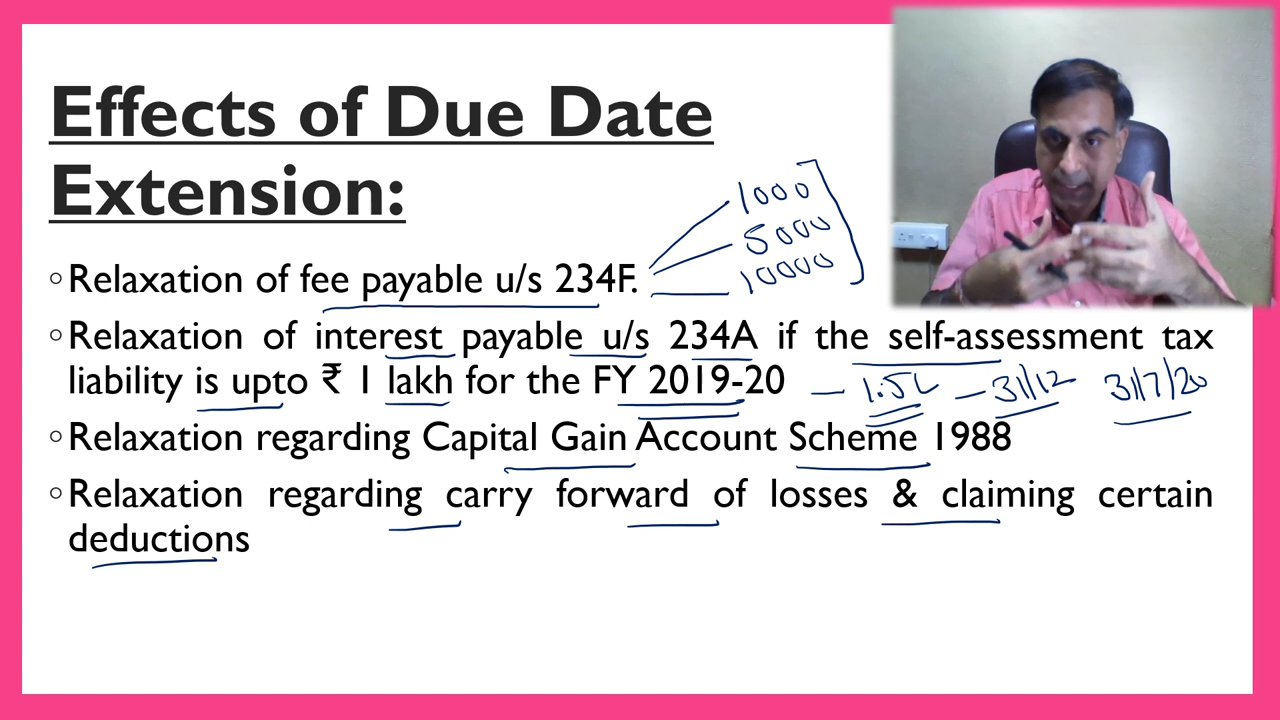 Effects of Due Date
Extension:
1000
5000
10000
◦Relaxation of fee payable u/s 234F.
◦Relaxation of interest payable u/s 234A if the self-assessment tax
liability is upto ₹ 1 lakh for the FY 2019-20 – 1.5L – 31/12 31/7/20
◦Relaxation regarding Capital Gain Account Scheme 1988
◦Relaxation regarding carry forward of losses & claiming certain
deductions